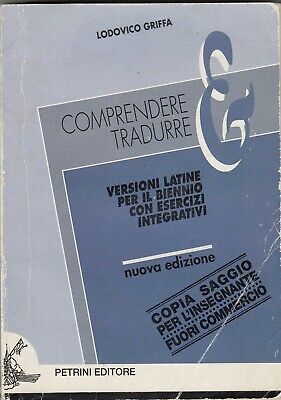 LODOVICO GRIFFA
COMPRENDERE
&
TRADURRE
VERSIONI LATINE
PER IL BIENNIO
CON ESERCIZI
INTEGRATIVI
nuova edizione
COPIA SAGGIO
PER L'INSEGNANTE
FUORI COMMERCIO
PETRINI EDITORE